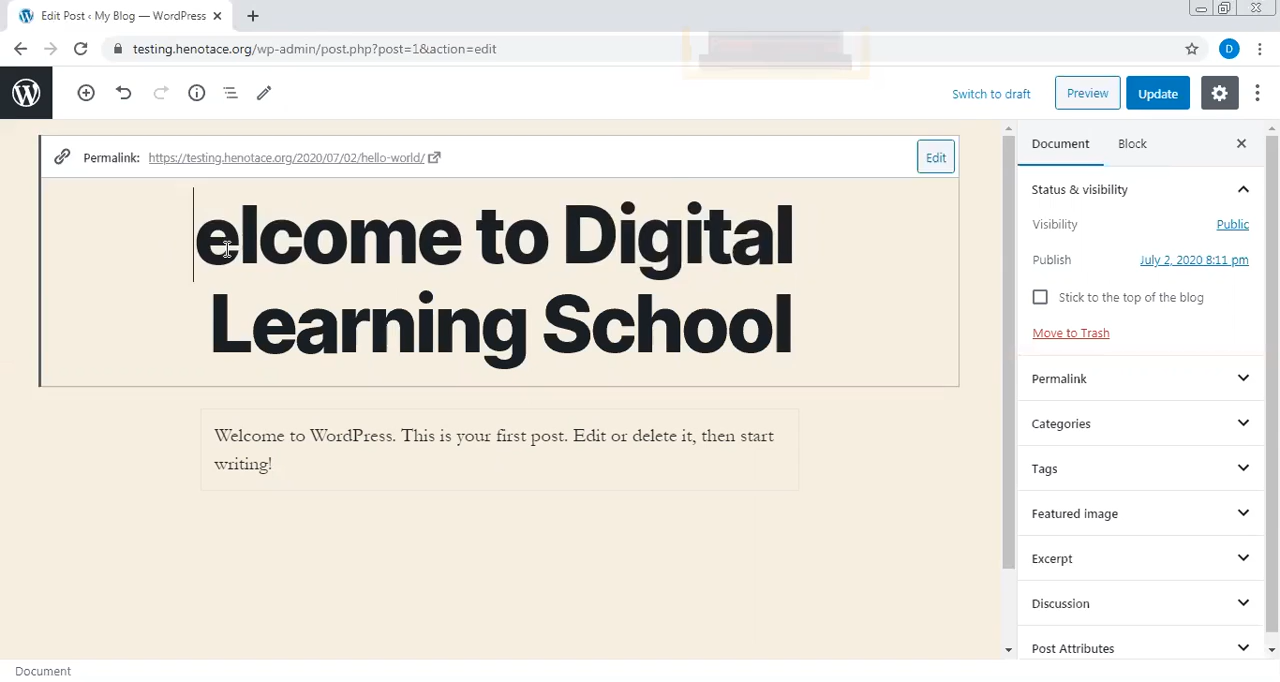 Edit Post ‹ My Blog — WordPress
testing.henotace.org/wp-admin/post.php?post=1&action=edit
D
Switch to draft
Preview
Update
Permalink: https://testing.henotace.org/2020/07/02/hello-world/
Edit
elcome to Digital
Learning School
Welcome to WordPress. This is your first post. Edit or delete it, then start
writing!
Document
Block
Status & visibility
Visibility
Public
Publish
July 2, 2020 8:11 pm
Stick to the top of the blog
Move to Trash
Permalink
Categories
Tags
Featured image
Excerpt
Discussion
Post Attributes
Document